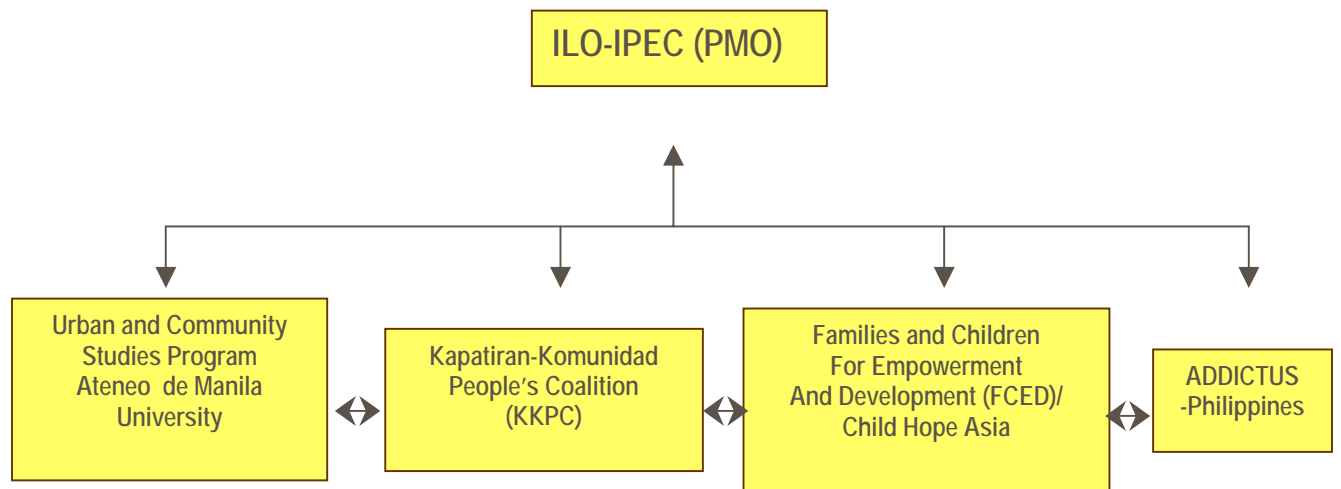 ILO-IPEC (PMO)
Urban and Community
Studies Program
Ateneo de Manila
University
Kapatiran-Komunidad
People's Coalition
(KKPC)
Families and Children
For Empowerment
And Development (FCED)/
Child Hope Asia
ADDICTUS
-Philippines